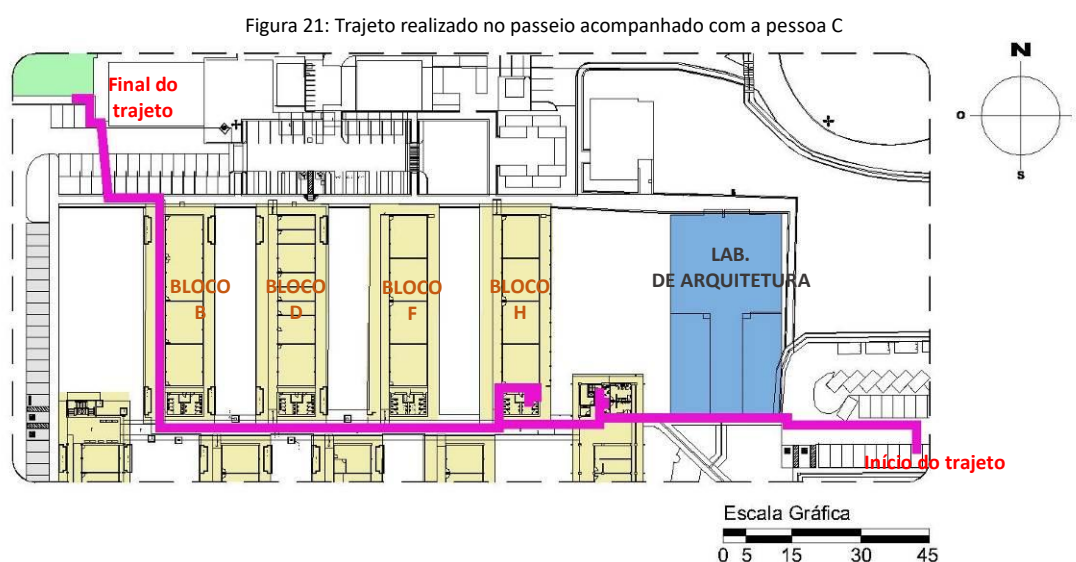 Figura 21: Trajeto realizado no passeio acompanhado com a pessoa C
N
O
S
Final do
trajeto
LAB.
DE ARQUITETURA
BLOCO
B
BLOCO
D
BLOCO
F
BLOCO
H
Início do trajeto
Escala Gráfica
0 5 15 30 45